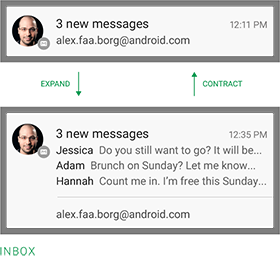 3 new messages 12:11 PM
alex.faa.borg@android.com
EXPAND CONTRACT
3 new messages 12:35 PM
Jessica Do you still want to go? It will be...
Adam Brunch on Sunday? Let me know...
Hannah Count me in. I'm free this Sunday...
alex.faa.borg@android.com
INBOX